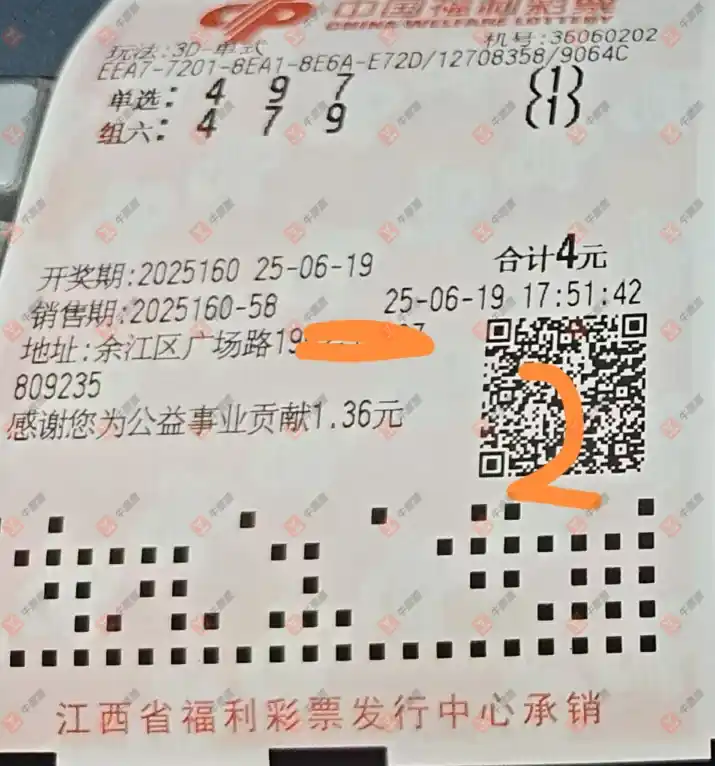 中国福利彩票
CHINA WELFARE LOTTERY
玩法:3D-单式 机号:36060202
EEA7-7201-8EA1-8E6A-E72D/12708358/9064C
单选: 4 9 7 {1}
组六: 4 7 9 {1}
合计4元
开奖期:2025160 25-06-19
销售期:2025160-58 25-06-19 17:51:42
地址:余江区广场路19
809235
感谢您为公益事业贡献1.36元
2
江西省福利彩票发行中心承销